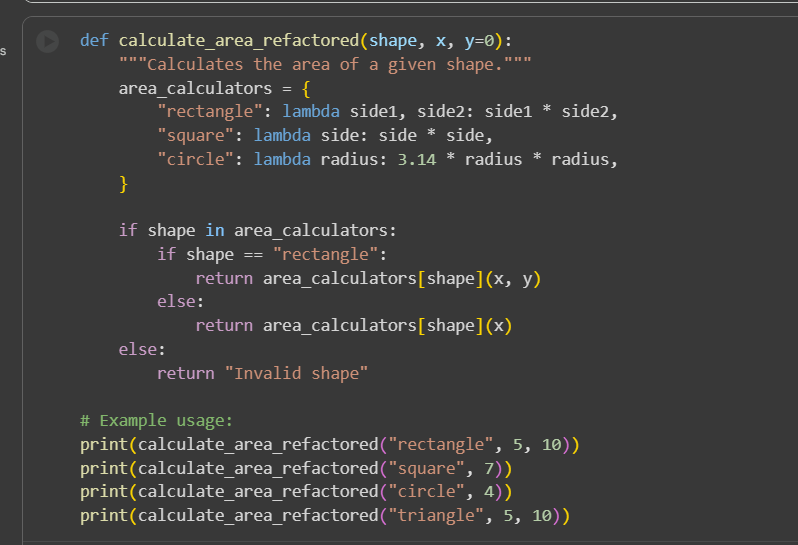 s
def calculate_area_refactored(shape, x, y=0):
    """Calculates the area of a given shape."""
    area_calculators = {
        "rectangle": lambda side1, side2: side1 * side2,
        "square": lambda side: side * side,
        "circle": lambda radius: 3.14 * radius * radius,
    }
    if shape in area_calculators:
        if shape == "rectangle":
            return area_calculators[shape](x, y)
        else:
            return area_calculators[shape](x)
    else:
        return "Invalid shape"
# Example usage:
print(calculate_area_refactored("rectangle", 5, 10))
print(calculate_area_refactored("square", 7))
print(calculate_area_refactored("circle", 4))
print(calculate_area_refactored("triangle", 5, 10))